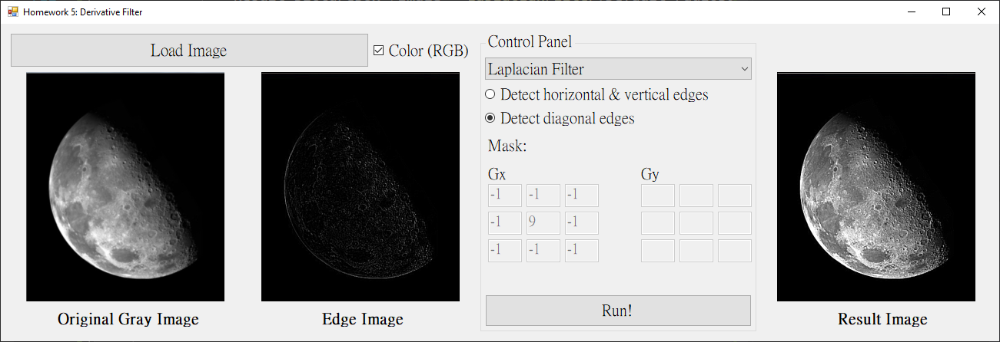 Homework 5: Derivative Filter
Load Image
Color (RGB)
Control Panel
Laplacian Filter
Detect horizontal & vertical edges
Detect diagonal edges
Mask:
Gx Gy
-1 -1 -1
-1 9 -1
-1 -1 -1
Run!
Original Gray Image
Edge Image
Result Image